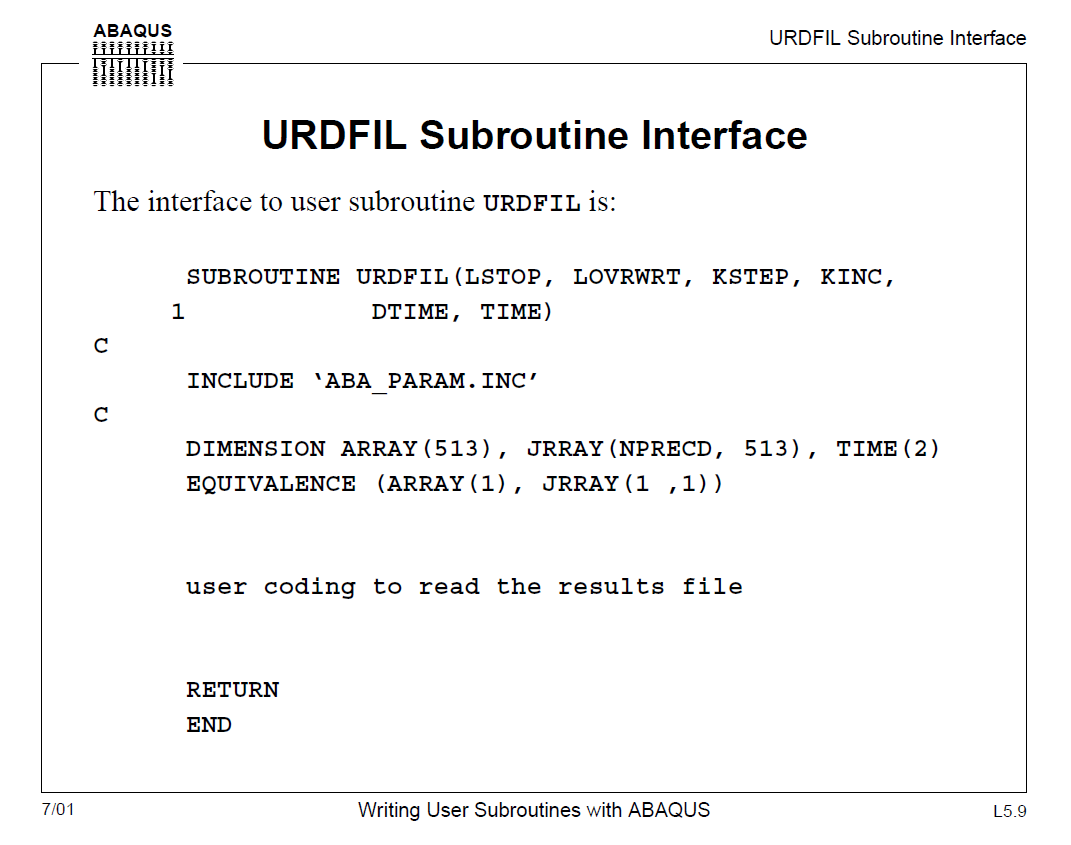 ABAQUS
URDFIL Subroutine Interface
URDFIL Subroutine Interface
The interface to user subroutine URDFIL is:
SUBROUTINE URDFIL(LSTOP, LOVRWRT, KSTEP, KINC,
1 DTIME, TIME)
C
INCLUDE ‘ABA_PARAM.INC’
C
DIMENSION ARRAY(513), JRRAY(NPRECD, 513), TIME(2)
EQUIVALENCE (ARRAY(1), JRRAY(1 ,1))
user coding to read the results file
RETURN
END
7/01 Writing User Subroutines with ABAQUS L5.9